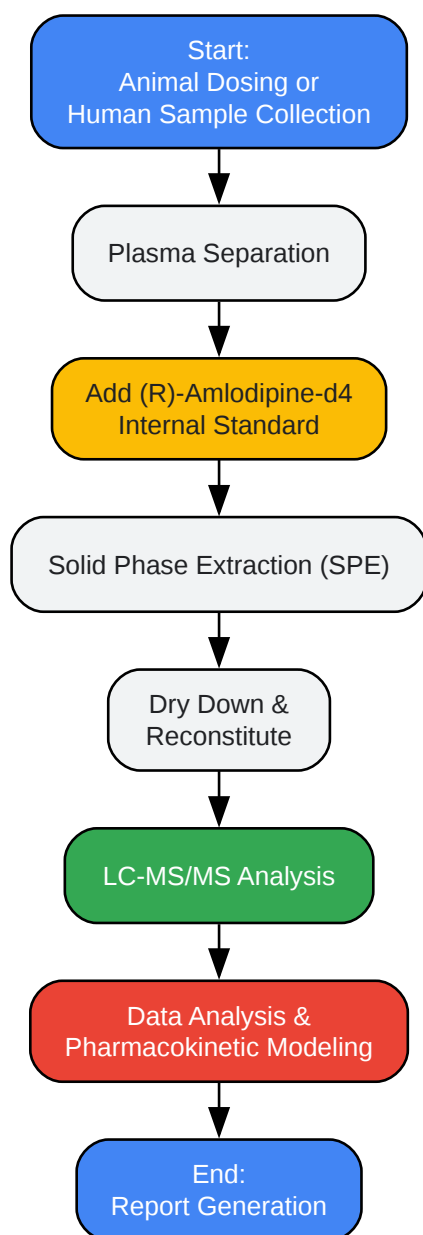 Start:
Animal Dosing or
Human Sample Collection
Plasma Separation
Add (R)-Amlodipine-d4
Internal Standard
Solid Phase Extraction (SPE)
Dry Down &
Reconstitute
LC-MS/MS Analysis
Data Analysis &
Pharmacokinetic Modeling
End:
Report Generation